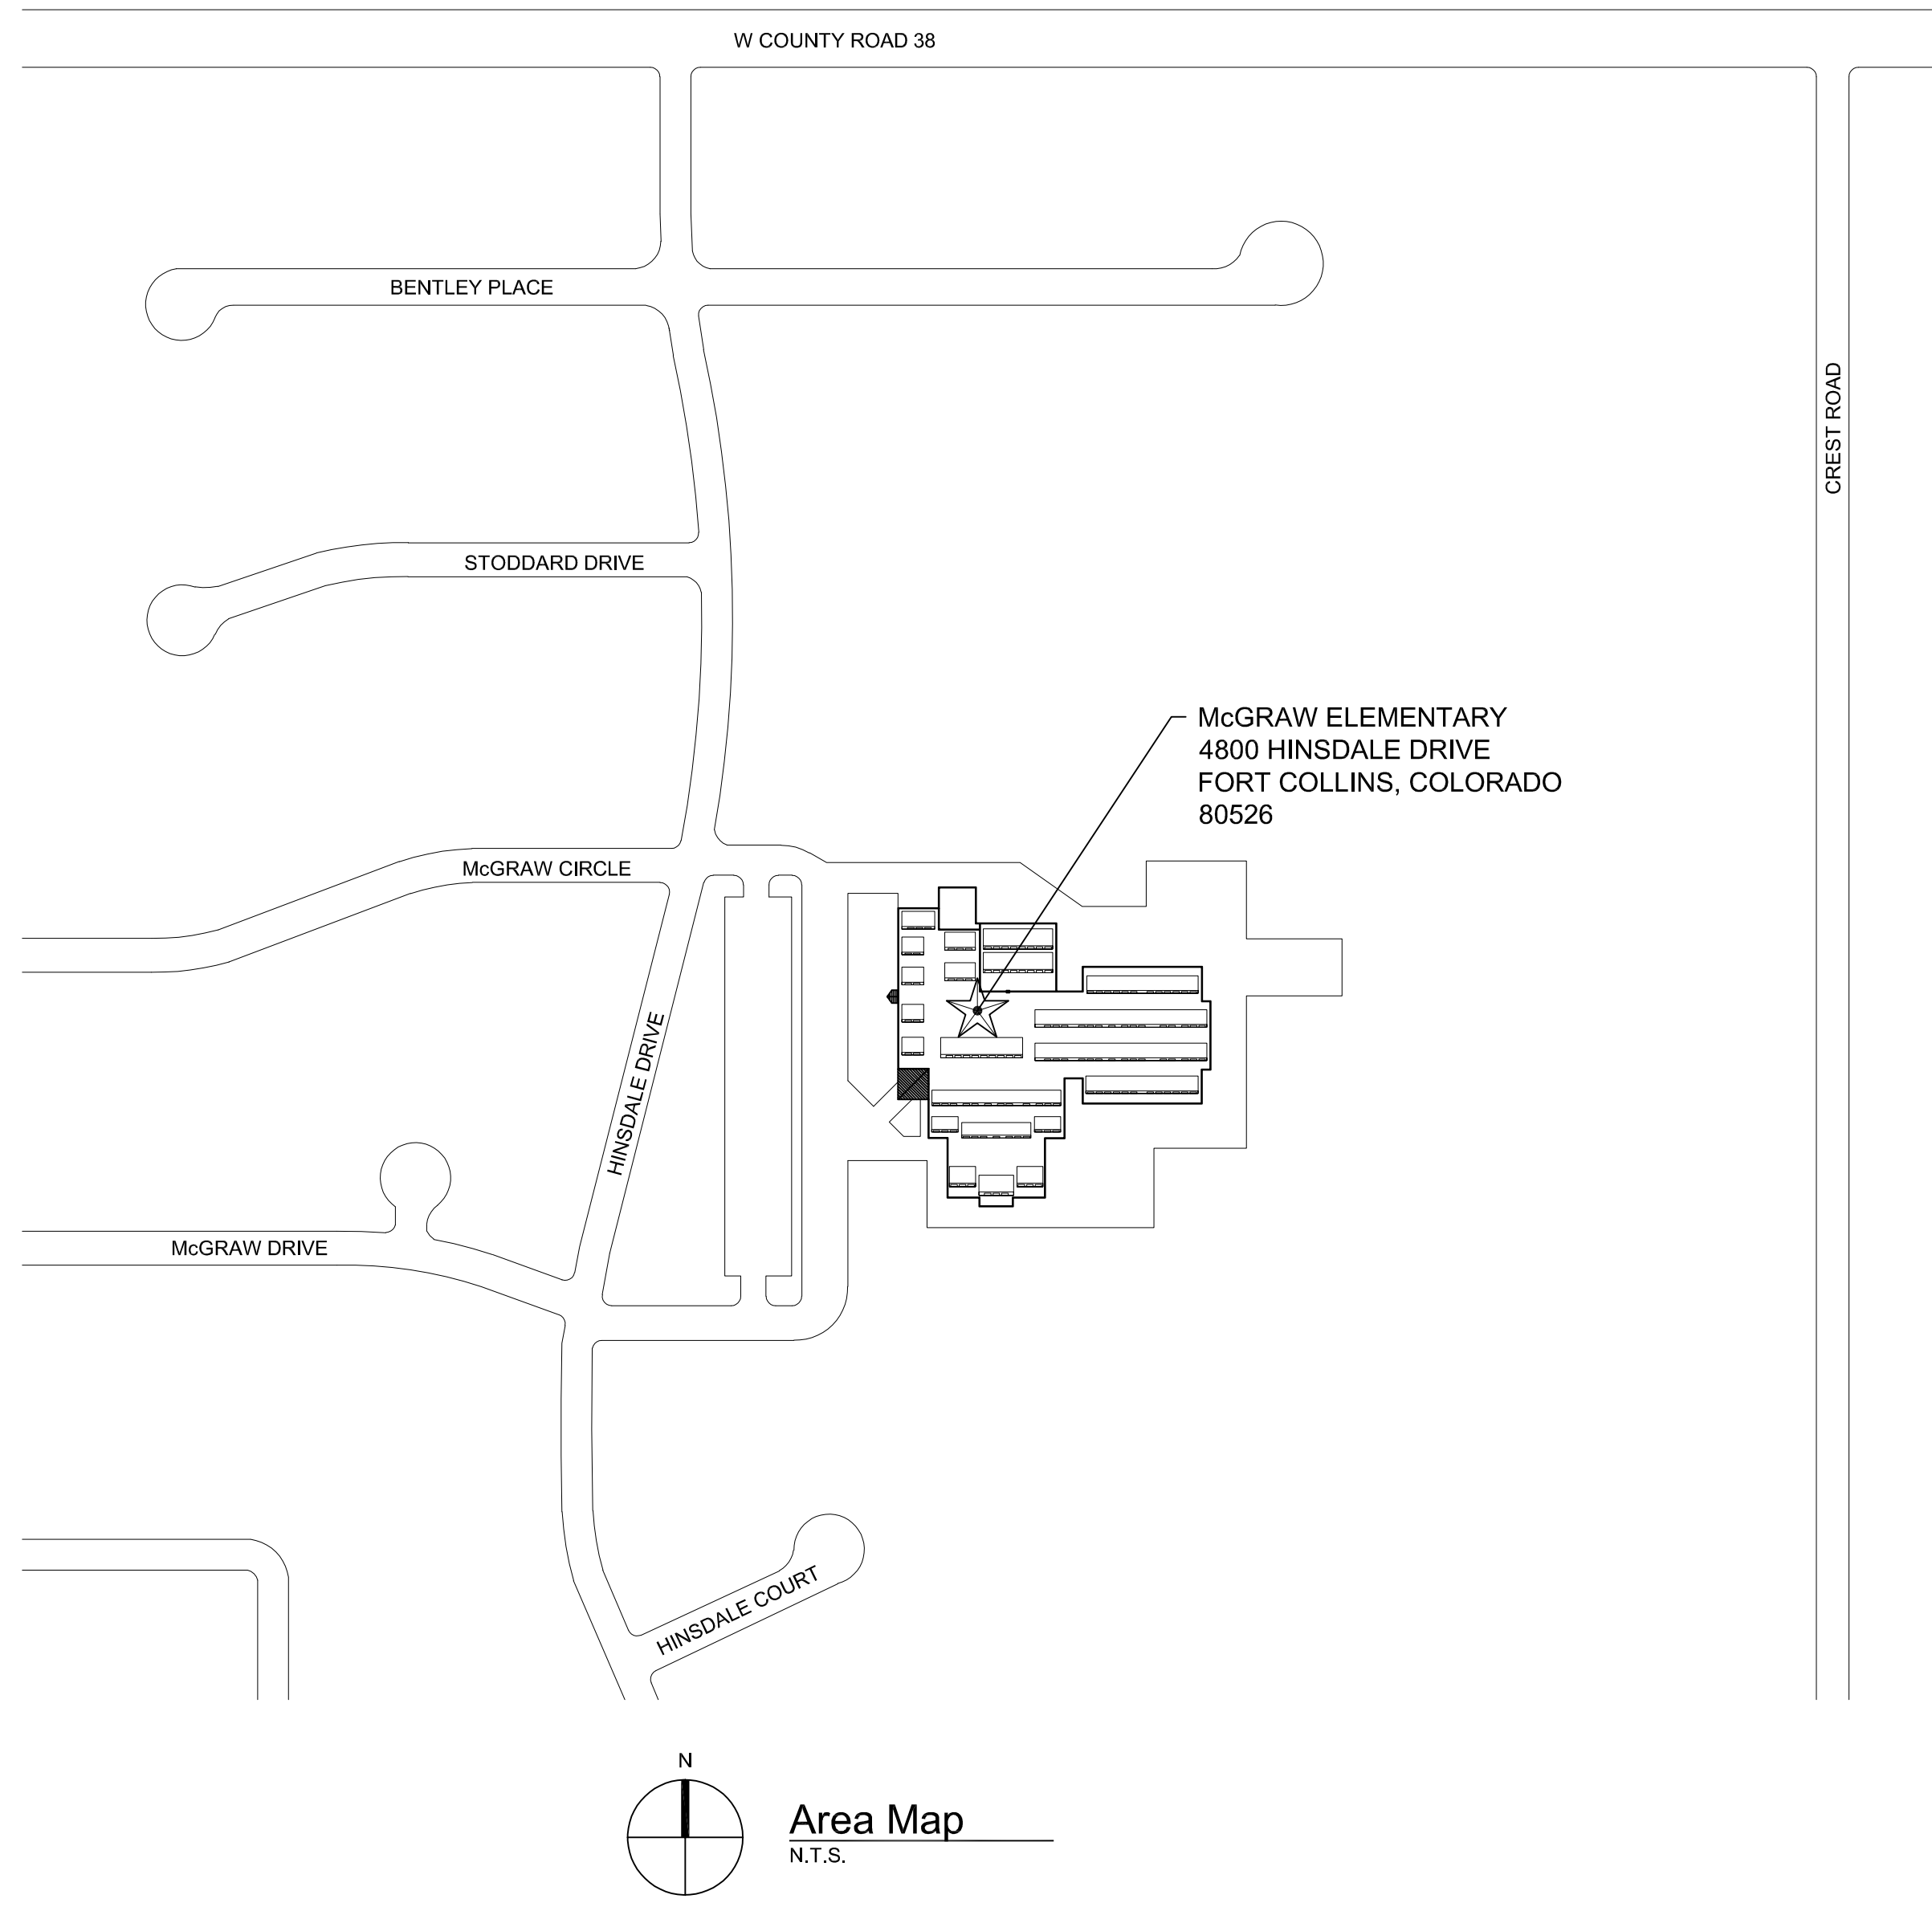 W COUNTY ROAD 38
BENTLEY PLACE
CREST ROAD
STODDARD DRIVE
McGRAW ELEMENTARY
4800 HINSDALE DRIVE
FORT COLLINS, COLORADO
80526
McGRAW CIRCLE
HINSDALE DRIVE
McGRAW DRIVE
HINSDALE COURT
N
Area Map
N.T.S.